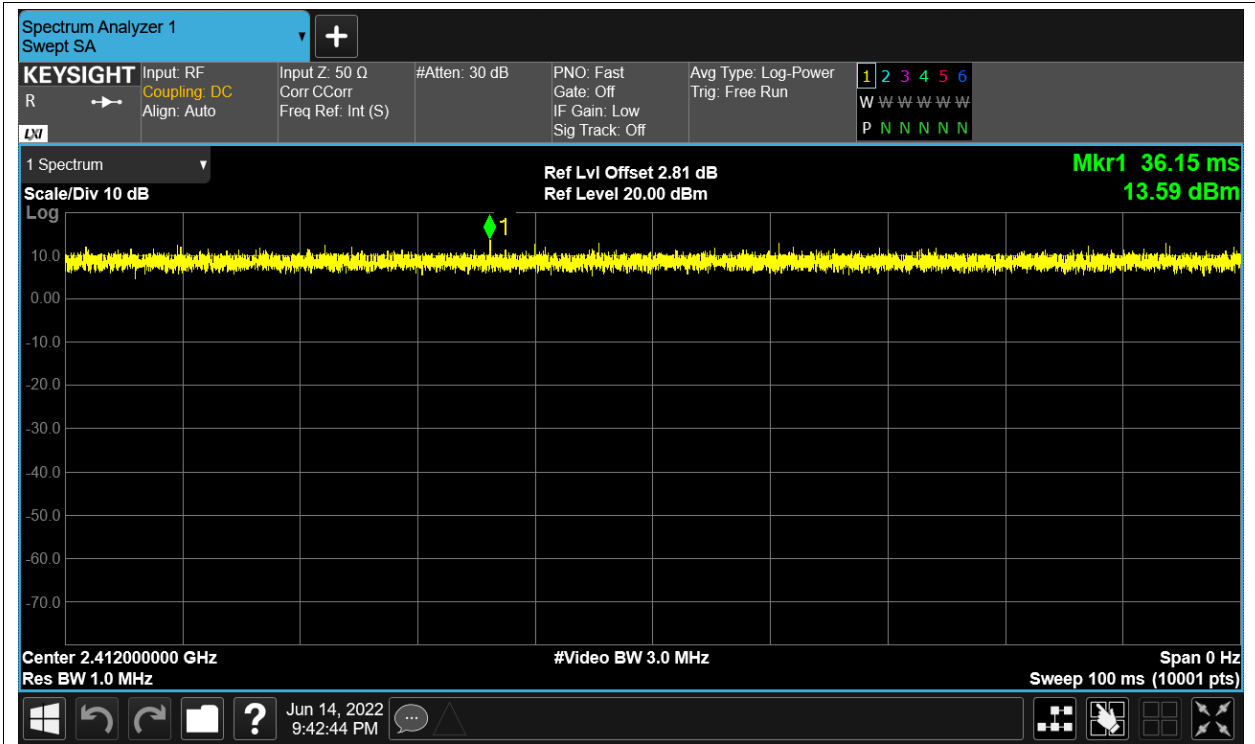 Spectrum Analyzer 1
Swept SA
KEYSIGHT
R
LXI
Input: RF
Coupling: DC
Align: Auto
Input Z: 50 Ω
Corr CCorr
Freq Ref: Int (S)
#Atten: 30 dB
PNO: Fast
Gate: Off
IF Gain: Low
Sig Track: Off
Avg Type: Log-Power
Trig: Free Run
1 2 3 4 5 6
W W W W W W
P N N N N N
1 Spectrum
Scale/Div 10 dB
Ref Lvl Offset 2.81 dB
Ref Level 20.00 dBm
Mkr1 36.15 ms
13.59 dBm
Log
1
10.0
0.00
-10.0
-20.0
-30.0
-40.0
-50.0
-60.0
-70.0
Center 2.412000000 GHz
Res BW 1.0 MHz
#Video BW 3.0 MHz
Span 0 Hz
Sweep 100 ms (10001 pts)
?
Jun 14, 2022
9:42:44 PM